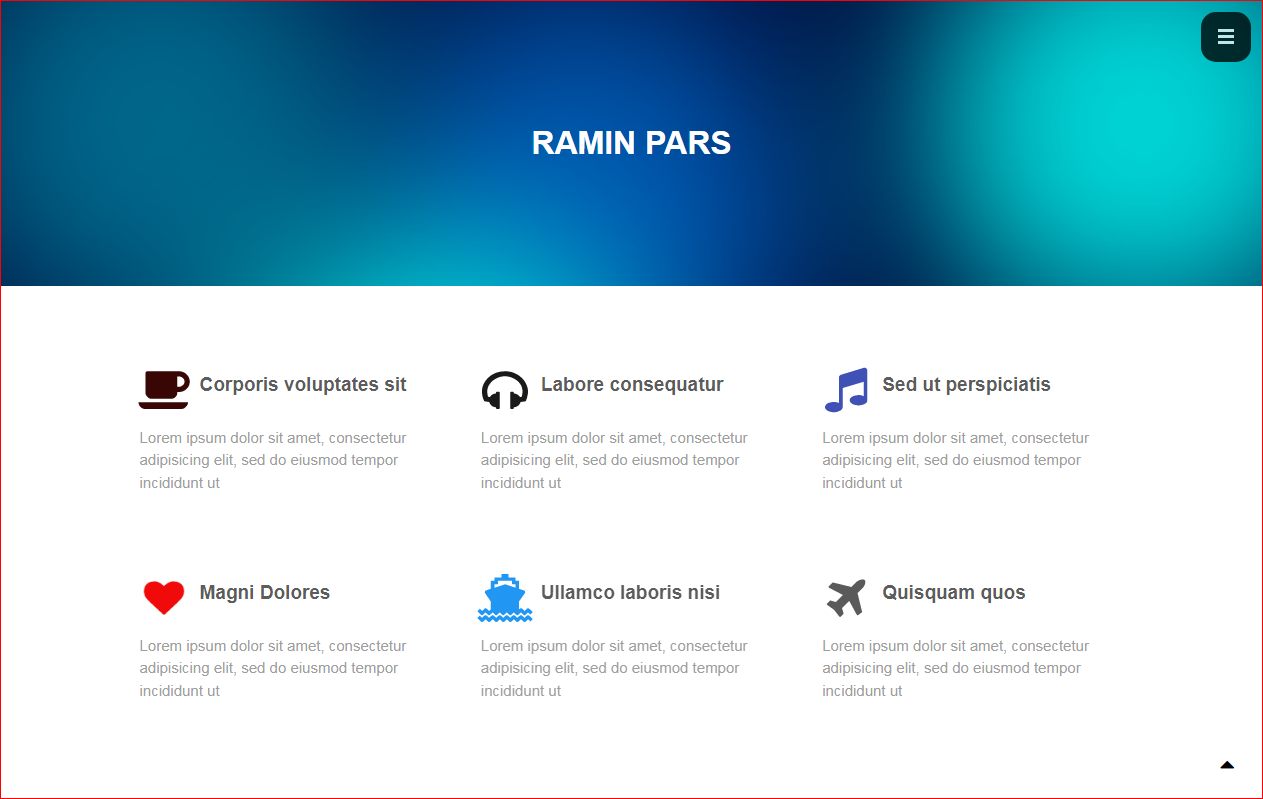 RAMIN PARS
Corporis voluptates sit
Lorem ipsum dolor sit amet, consectetur
adipisicing elit, sed do eiusmod tempor
incididunt ut
Labore consequatur
Lorem ipsum dolor sit amet, consectetur
adipisicing elit, sed do eiusmod tempor
incididunt ut
Sed ut perspiciatis
Lorem ipsum dolor sit amet, consectetur
adipisicing elit, sed do eiusmod tempor
incididunt ut
Magni Dolores
Lorem ipsum dolor sit amet, consectetur
adipisicing elit, sed do eiusmod tempor
incididunt ut
Ullamco laboris nisi
Lorem ipsum dolor sit amet, consectetur
adipisicing elit, sed do eiusmod tempor
incididunt ut
Quisquam quos
Lorem ipsum dolor sit amet, consectetur
adipisicing elit, sed do eiusmod tempor
incididunt ut